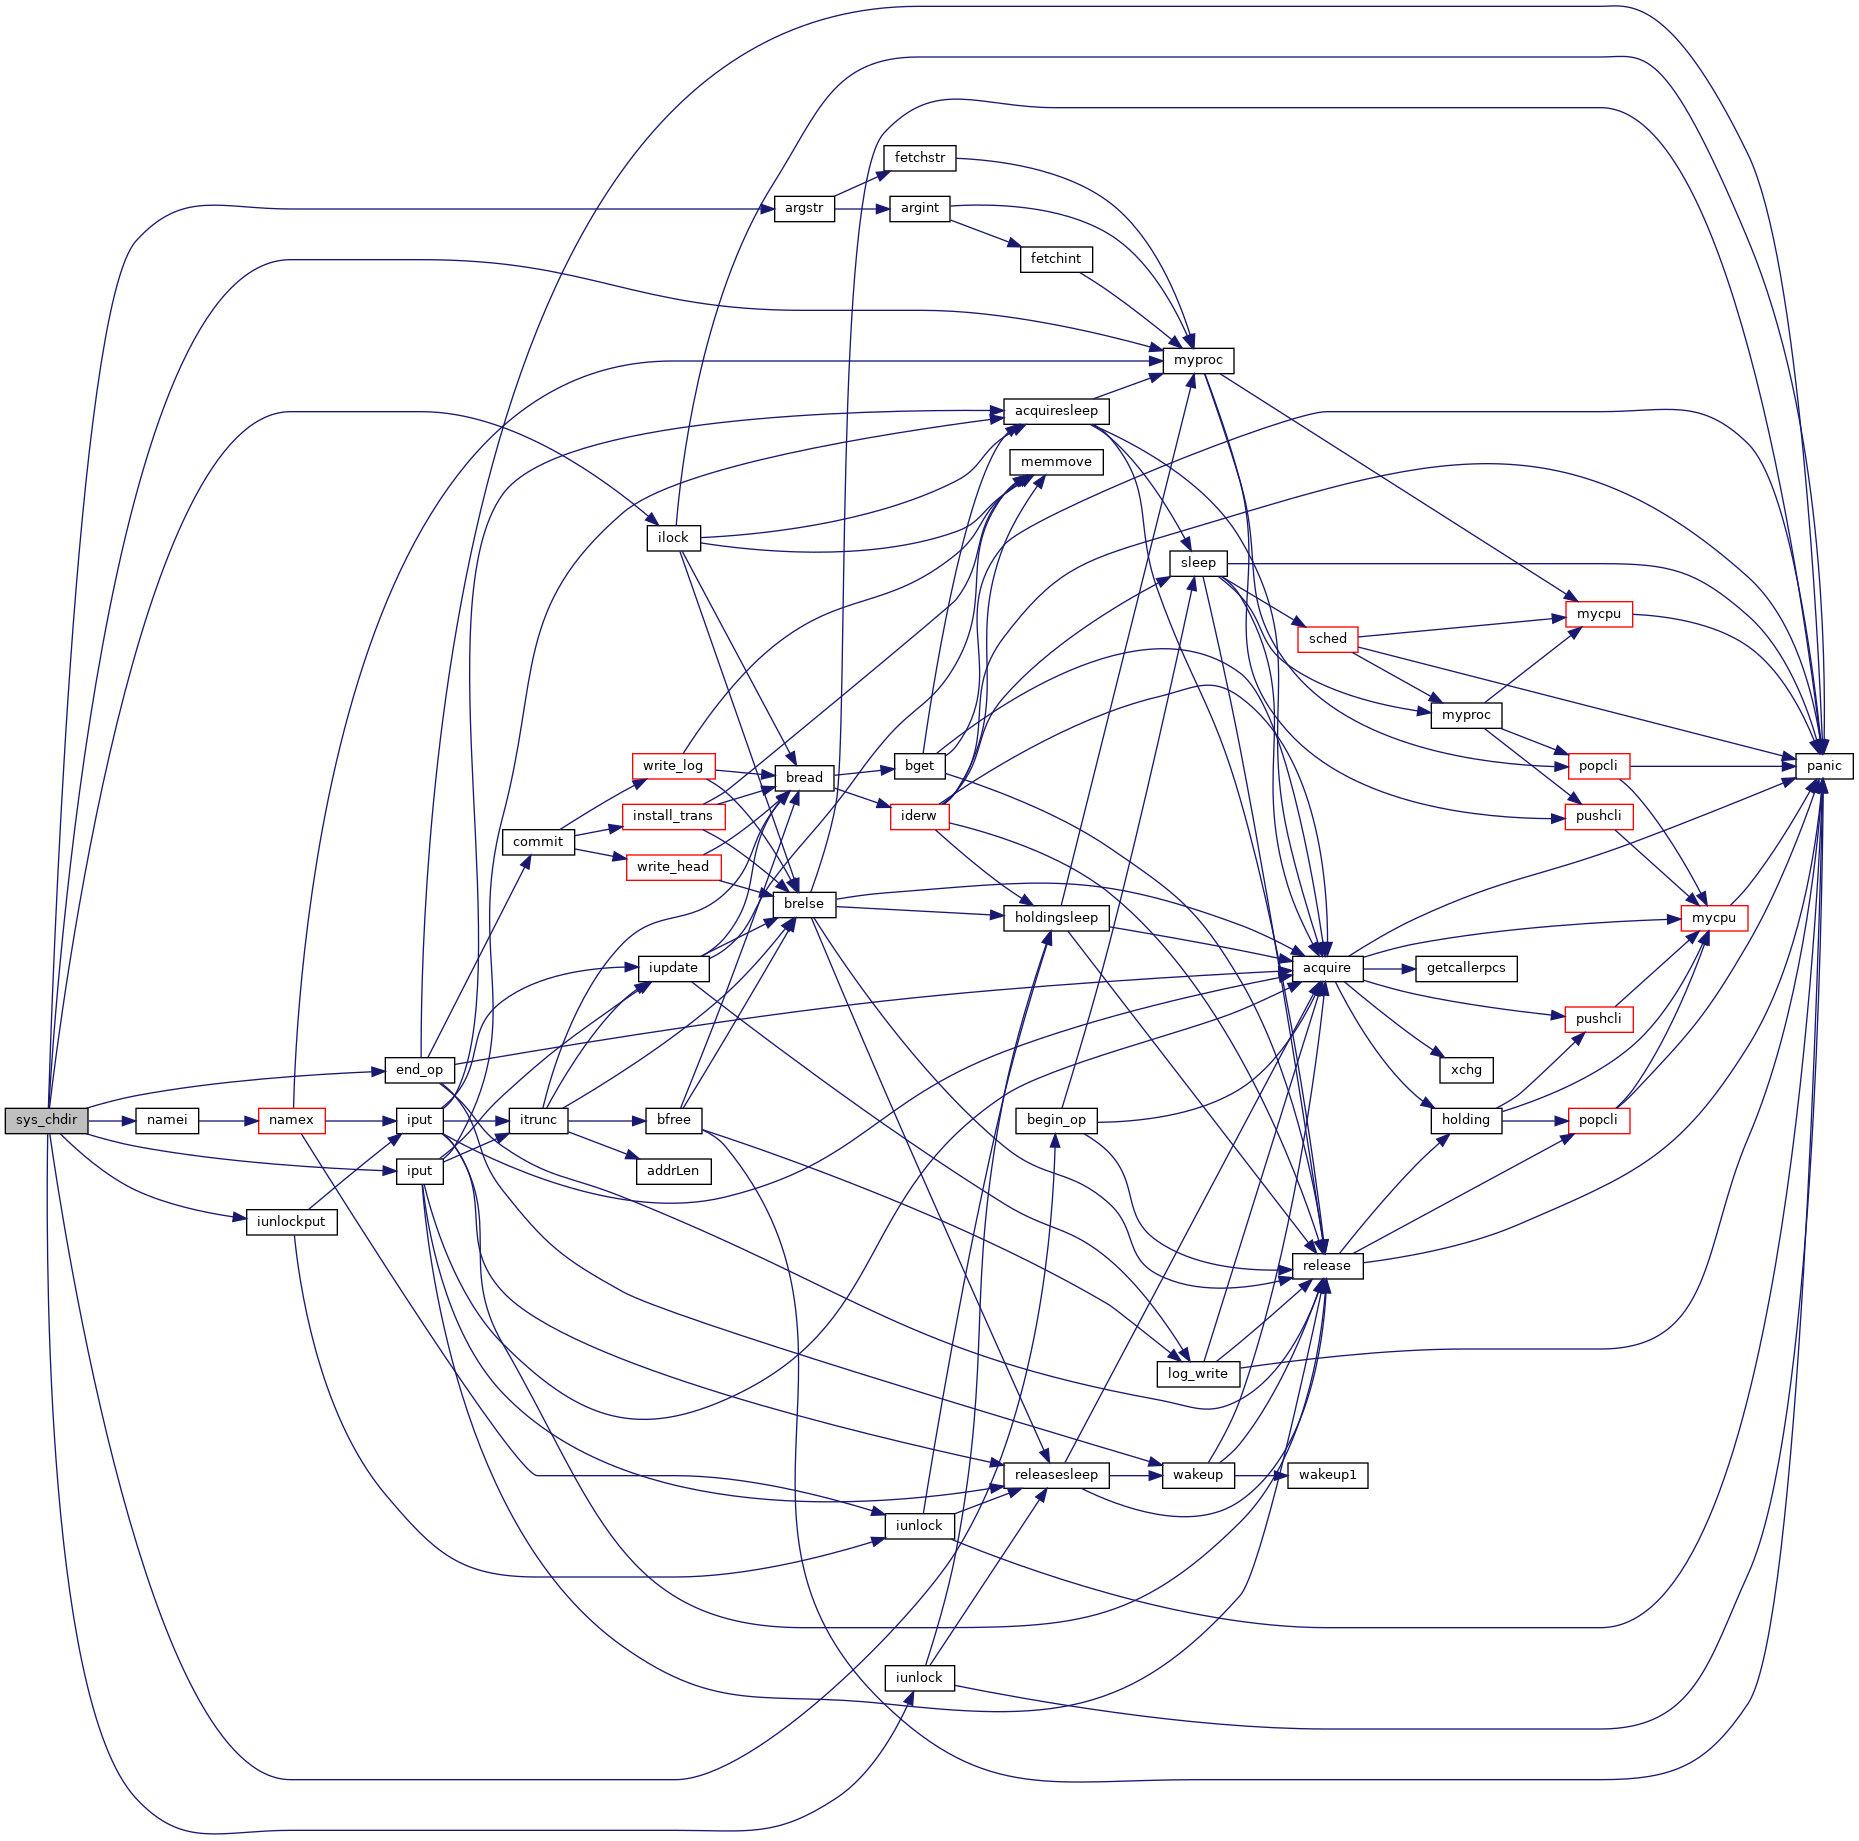 fetchstr
argstr
argint
fetchint
myproc
acquiresleep
memmove
ilock
sleep
mycpu
sched
myproc
write_log
bget
bread
popcli
panic
install_trans
iderw
pushcli
commit
write_head
brelse
holdingsleep
mycpu
iupdate
acquire
getcallerpcs
pushcli
end_op
xchg
sys_chdir
namei
namex
iput
itrunc
bfree
begin_op
holding
popcli
iput
addrLen
iunlockput
release
log_write
releasesleep
wakeup
wakeup1
iunlock
iunlock